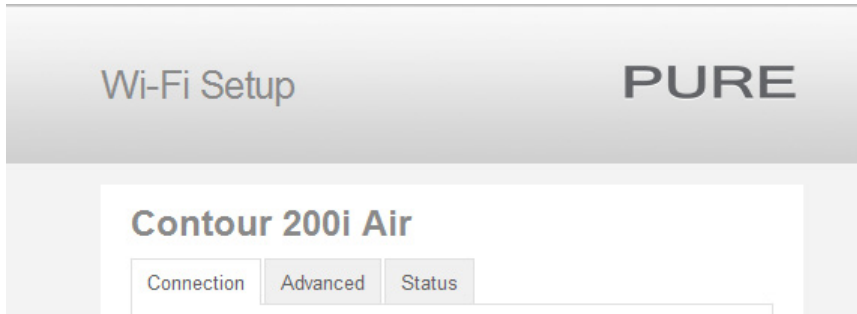 Wi-Fi Setup PURE
Contour 200i Air
Connection Advanced Status